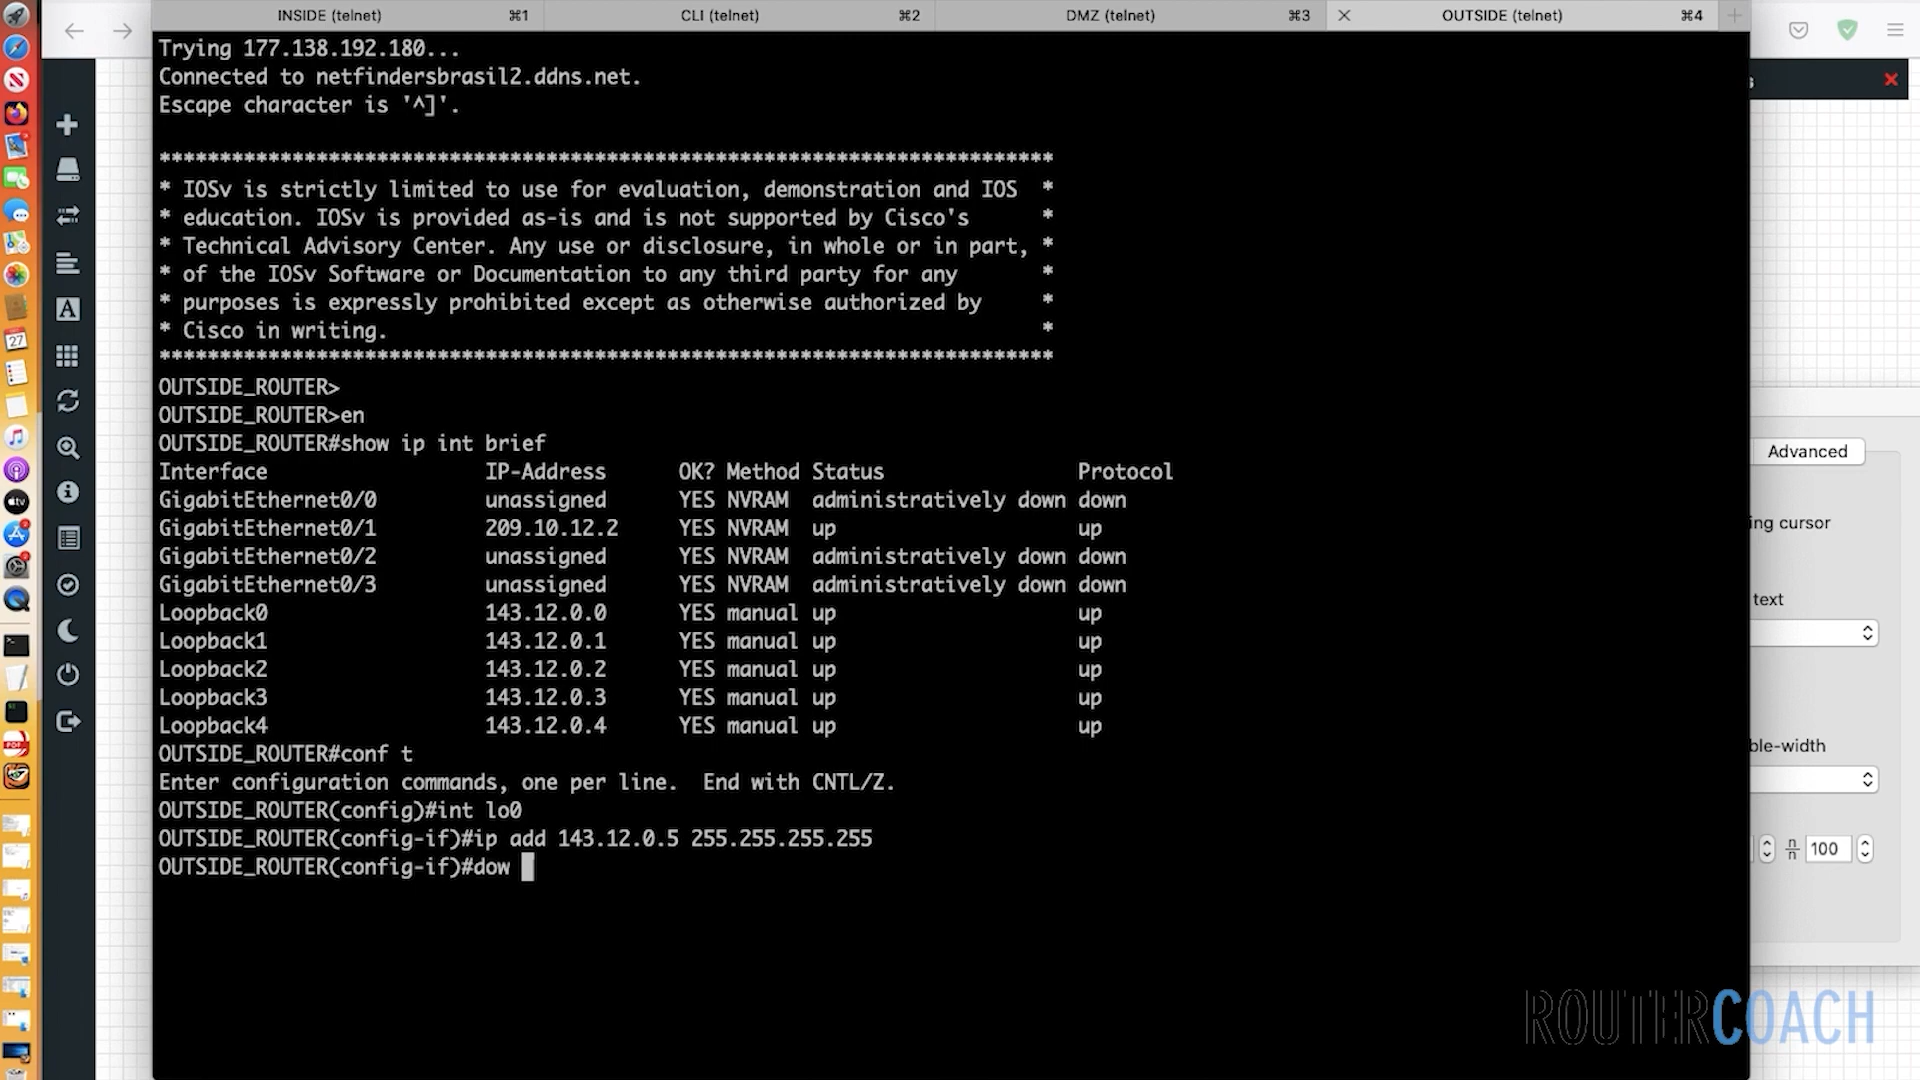 INSIDE (telnet) ⌘1 CLI (telnet) ⌘2 DMZ (telnet) ⌘3 OUTSIDE (telnet) ⌘4
Trying 177.138.192.180...
Connected to netfindersbrasil2.ddns.net.
Escape character is '^]'.
**************************************************************************
* IOSv is strictly limited to use for evaluation, demonstration and IOS  *
* education. IOSv is provided as-is and is not supported by Cisco's      *
* Technical Advisory Center. Any use or disclosure, in whole or in part, *
* of the IOSv Software or Documentation to any third party for any       *
* purposes is expressly prohibited except as otherwise authorized by     *
* Cisco in writing.                                                      *
**************************************************************************
OUTSIDE_ROUTER>
OUTSIDE_ROUTER>en
OUTSIDE_ROUTER#show ip int brief
Interface                  IP-Address      OK? Method Status                Protocol
GigabitEthernet0/0         unassigned      YES NVRAM  administratively down down
GigabitEthernet0/1         209.10.12.2     YES NVRAM  up                    up
GigabitEthernet0/2         unassigned      YES NVRAM  administratively down down
GigabitEthernet0/3         unassigned      YES NVRAM  administratively down down
Loopback0                  143.12.0.0      YES manual up                    up
Loopback1                  143.12.0.1      YES manual up                    up
Loopback2                  143.12.0.2      YES manual up                    up
Loopback3                  143.12.0.3      YES manual up                    up
Loopback4                  143.12.0.4      YES manual up                    up
OUTSIDE_ROUTER#conf t
Enter configuration commands, one per line.  End with CNTL/Z.
OUTSIDE_ROUTER(config)#int lo0
OUTSIDE_ROUTER(config-if)#ip add 143.12.0.5 255.255.255.255
OUTSIDE_ROUTER(config-if)#dow
Advanced
ing cursor
text
ble-width
100
27
ROUTERCOACH